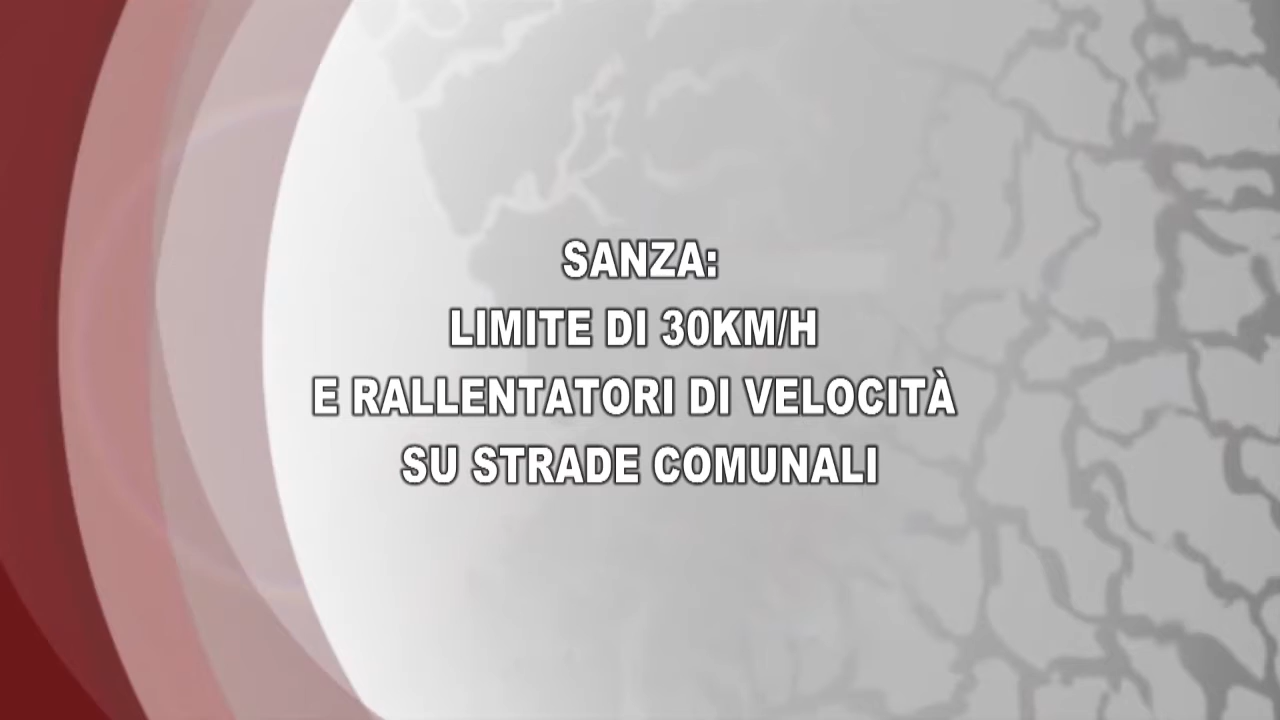 SANZA:
LIMITE DI 30KM/H
E RALLENTATORI DI VELOCITÀ
SU STRADE COMUNALI